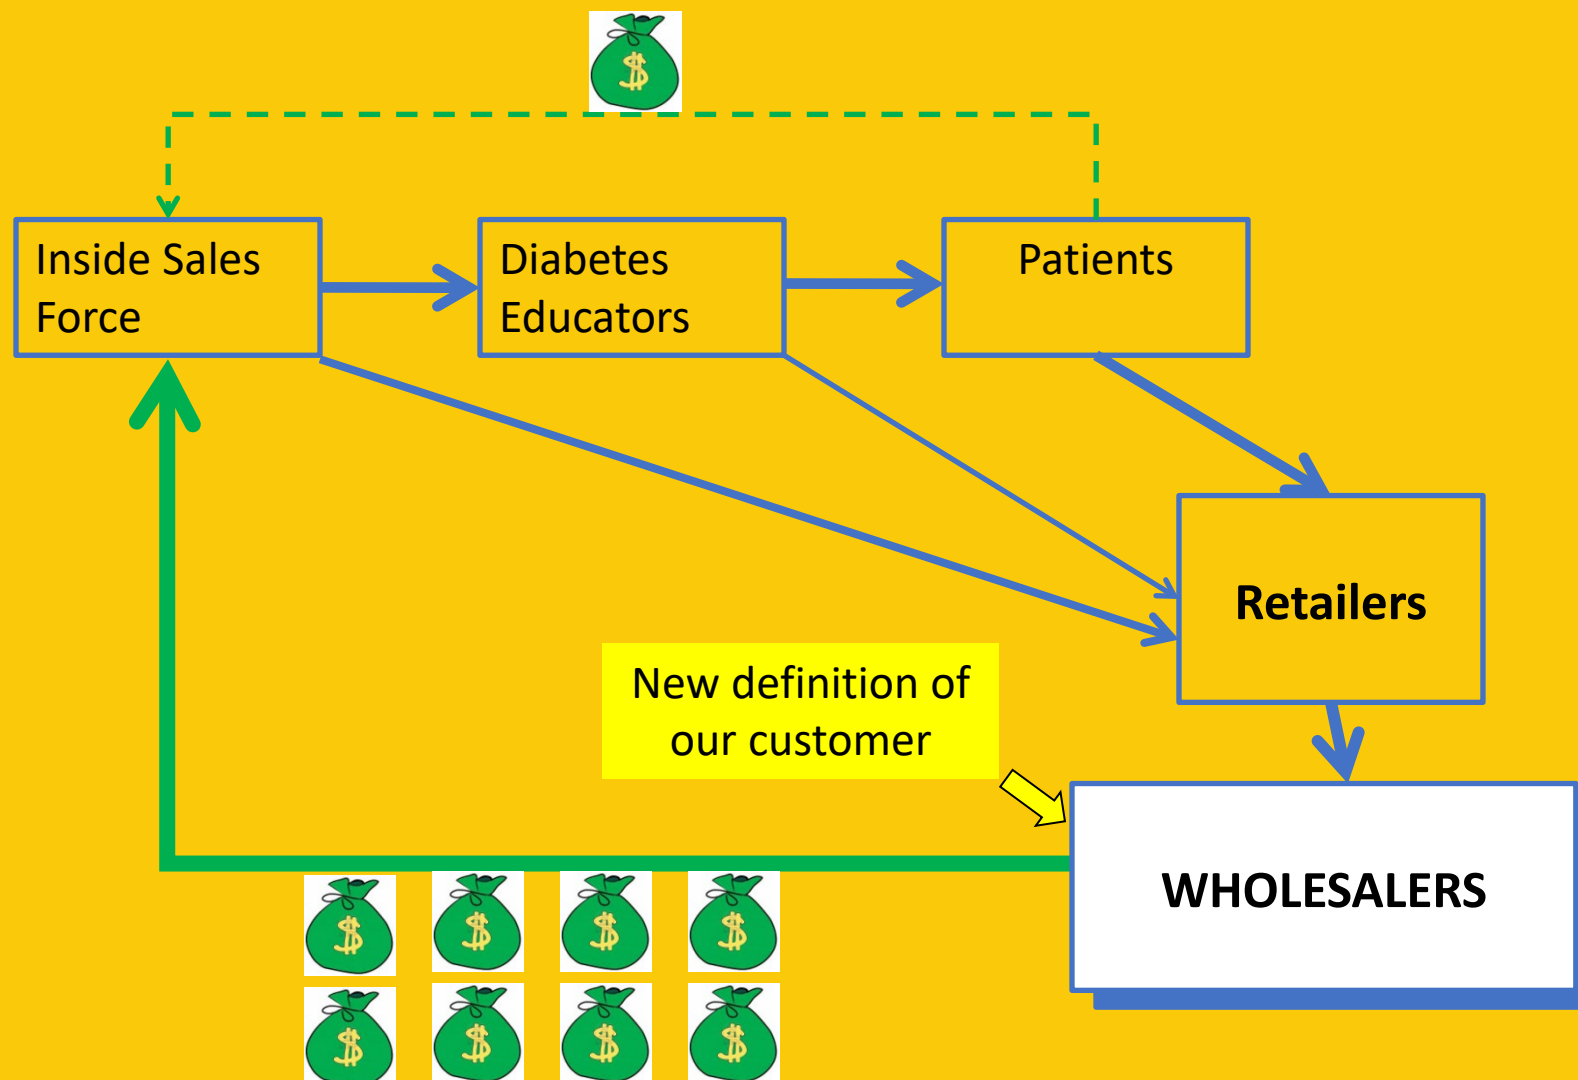 Inside Sales
Force
Diabetes
Educators
Patients
Retailers
New definition of
our customer
WHOLESALERS
$
$
$
$
$
$
$
$
$